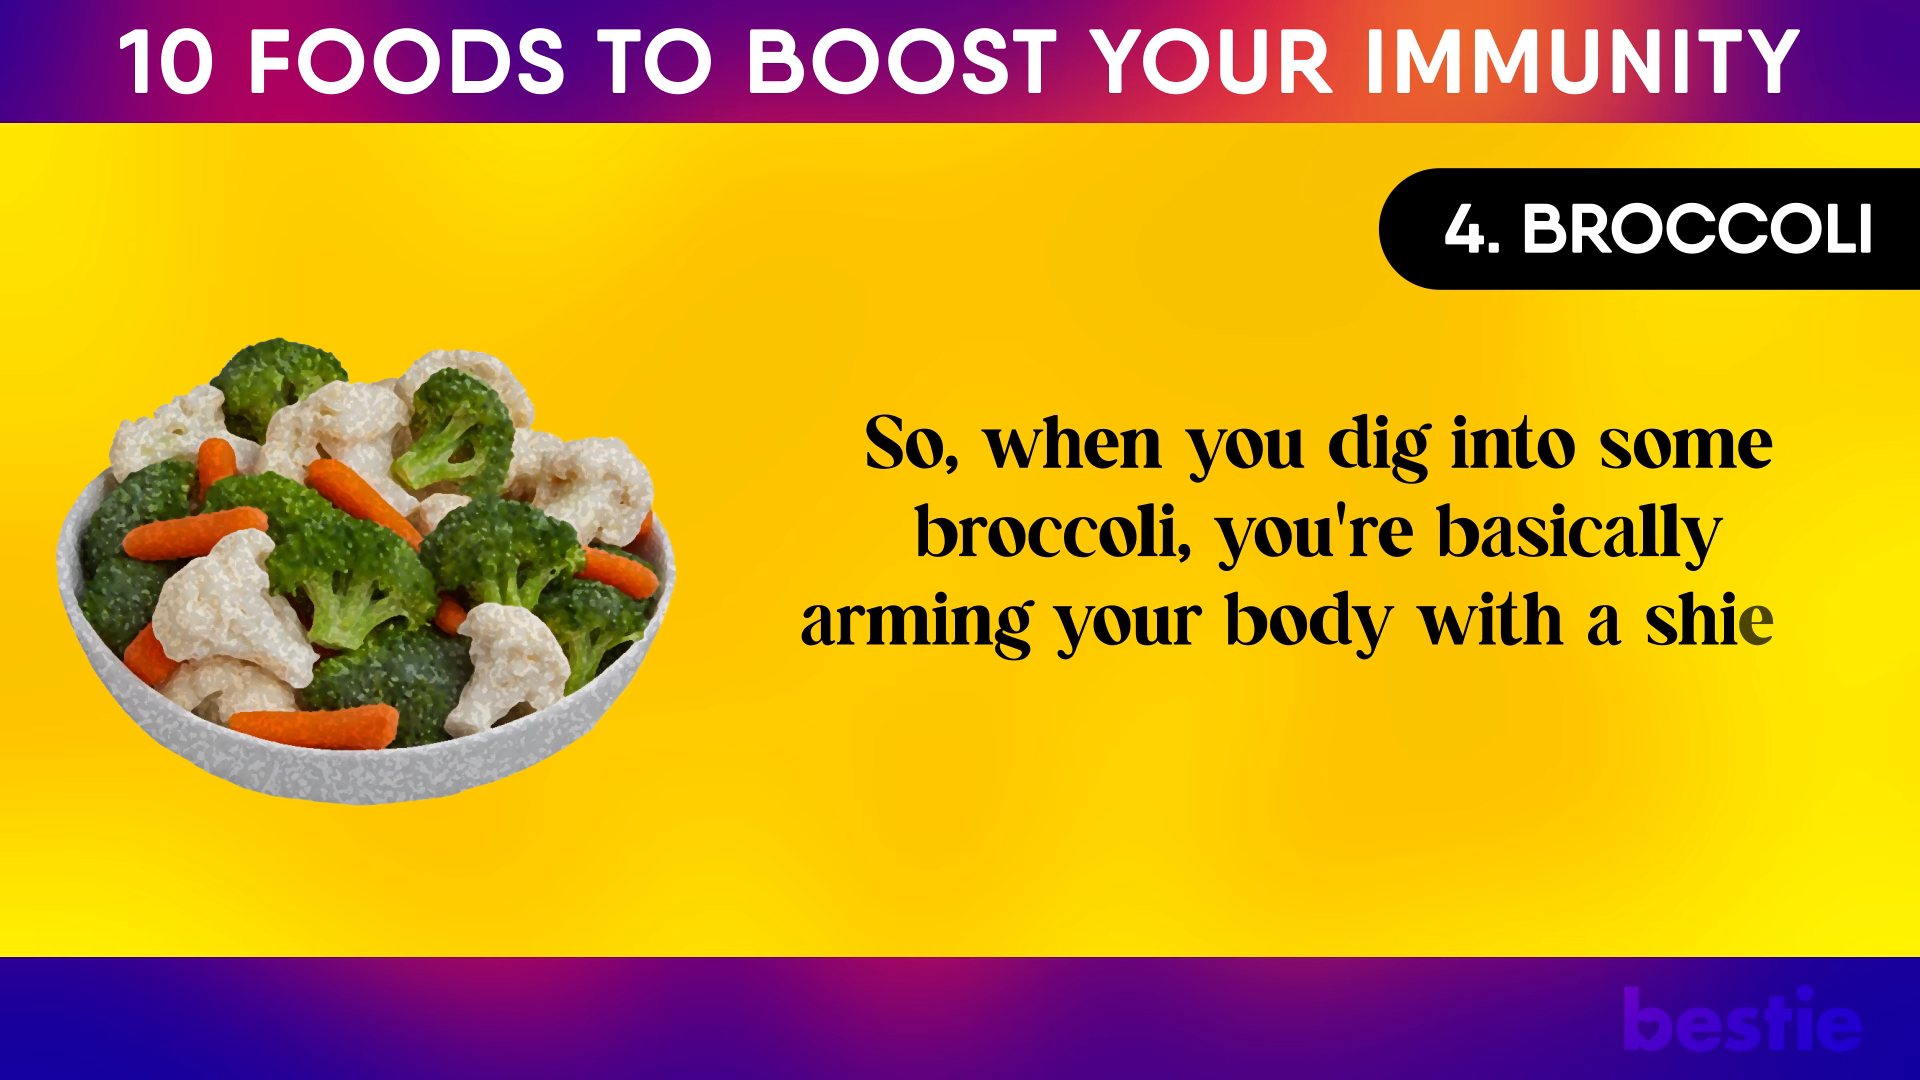 10 FOODS TO BOOST YOUR IMMUNITY
4. BROCCOLI
So, when you dig into some
broccoli, you're basically
arming your body with a shie
bestie